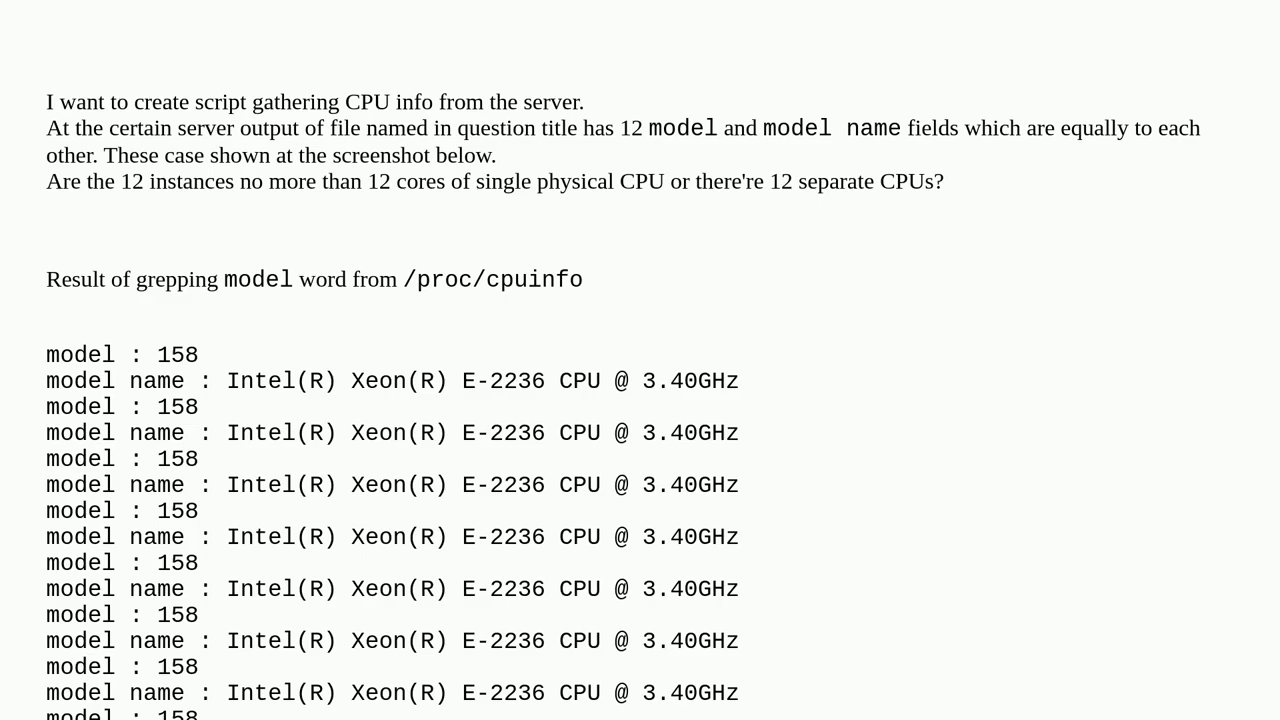 I want to create script gathering CPU info from the server.
At the certain server output of file named in question title has 12 model and model name fields which are equally to each
other. These case shown at the screenshot below.
Are the 12 instances no more than 12 cores of single physical CPU or there're 12 separate CPUs?
Result of grepping model word from /proc/cpuinfo
model : 158
model name : Intel(R) Xeon(R) E-2236 CPU @ 3.40GHz
model : 158
model name : Intel(R) Xeon(R) E-2236 CPU @ 3.40GHz
model : 158
model name : Intel(R) Xeon(R) E-2236 CPU @ 3.40GHz
model : 158
model name : Intel(R) Xeon(R) E-2236 CPU @ 3.40GHz
model : 158
model name : Intel(R) Xeon(R) E-2236 CPU @ 3.40GHz
model : 158
model name : Intel(R) Xeon(R) E-2236 CPU @ 3.40GHz
model : 158
model name : Intel(R) Xeon(R) E-2236 CPU @ 3.40GHz
model : 158